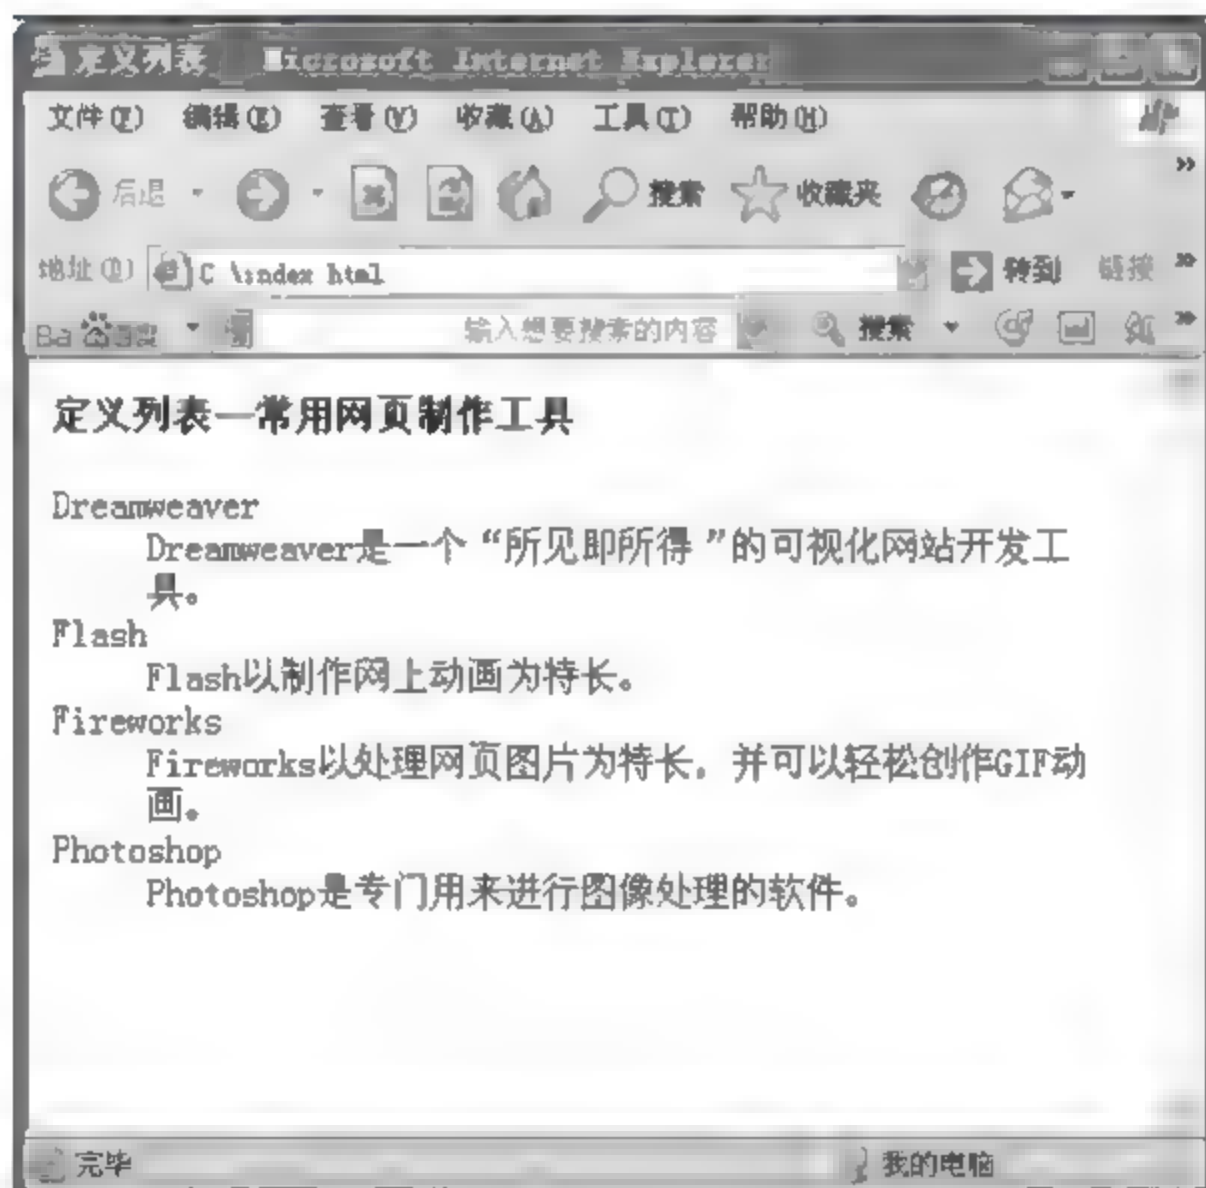 定义列表 Microsoft Internet Explorer
文件(F) 编辑(E) 查看(V) 收藏(A) 工具(T) 帮助(H)
后退 搜索 收藏夹 »
地址(D) C \index html 转到 链接 »
Bai 百度 输入想要搜索的内容 搜索 »
定义列表—常用网页制作工具
Dreamweaver
Dreamweaver是一个“所见即所得 ”的可视化网站开发工
具。
Flash
Flash以制作网上动画为特长。
Fireworks
Fireworks以处理网页图片为特长，并可以轻松创作GIF动
画。
Photoshop
Photoshop是专门用来进行图像处理的软件。
完毕 我的电脑